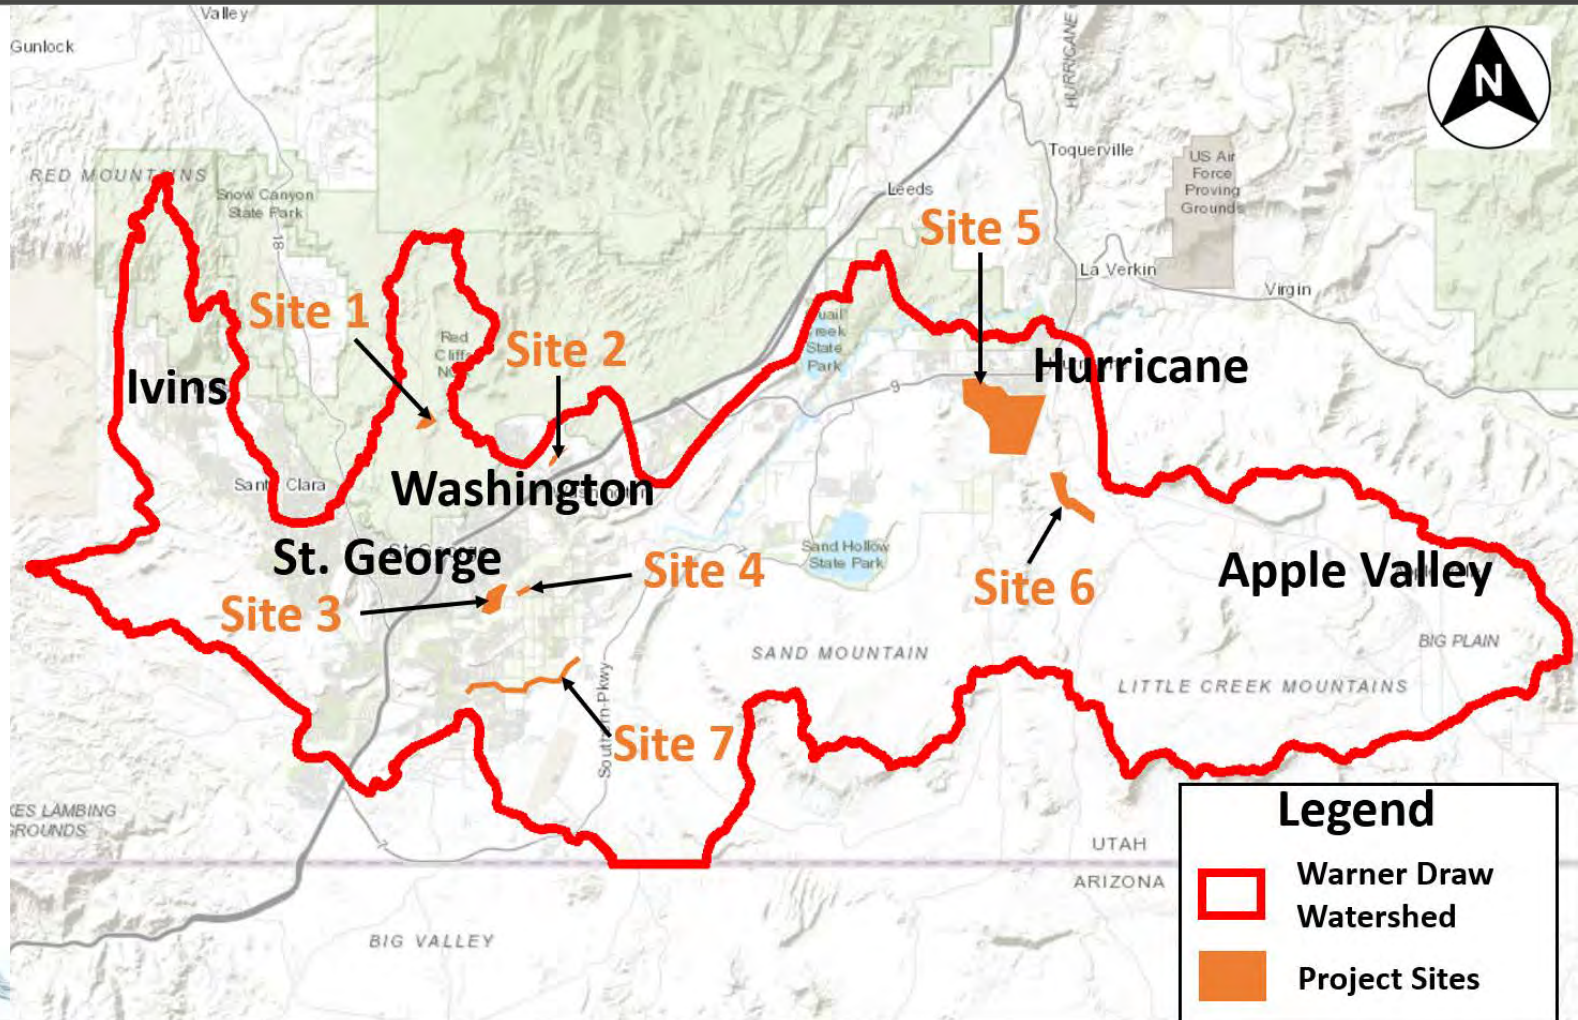 Valley
Gunlock
HURRICANE
N
Toquerville
US Air
Force
Proving
Grounds
RED MOUNTAINS
Snow Canyon
State Park
18
Leeds
Site 5
La Verkin
Virgin
Site 1
Site 2
Red
Cliffs
Quail
Creek
State
Park
Hurricane
Ivins
9
Santa Clara
Washington
St. George
Sand Hollow
State Park
Site 4
Site 3
Site 6
Apple Valley
BIG PLAIN
SAND MOUNTAIN
LITTLE CREEK MOUNTAINS
Southern Pkwy
Site 7
KES LAMBING
GROUNDS
UTAH
ARIZONA
BIG VALLEY
Legend
Warner Draw
Watershed
Project Sites